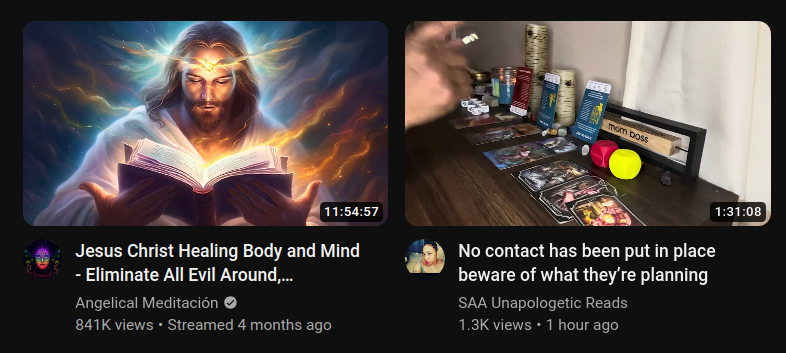 11:54:57
Jesus Christ Healing Body and Mind
- Eliminate All Evil Around,...
Angelical Meditación
841K views • Streamed 4 months ago
mom boss
1:31:08
No contact has been put in place
beware of what they’re planning
SAA Unapologetic Reads
1.3K views • 1 hour ago